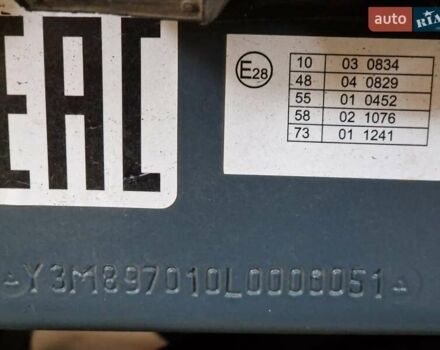 auto RIA
EAC
E28
10 03 0834
48 04 0829
55 01 0452
58 02 1076
73 01 1241
Y3M897010L0000051